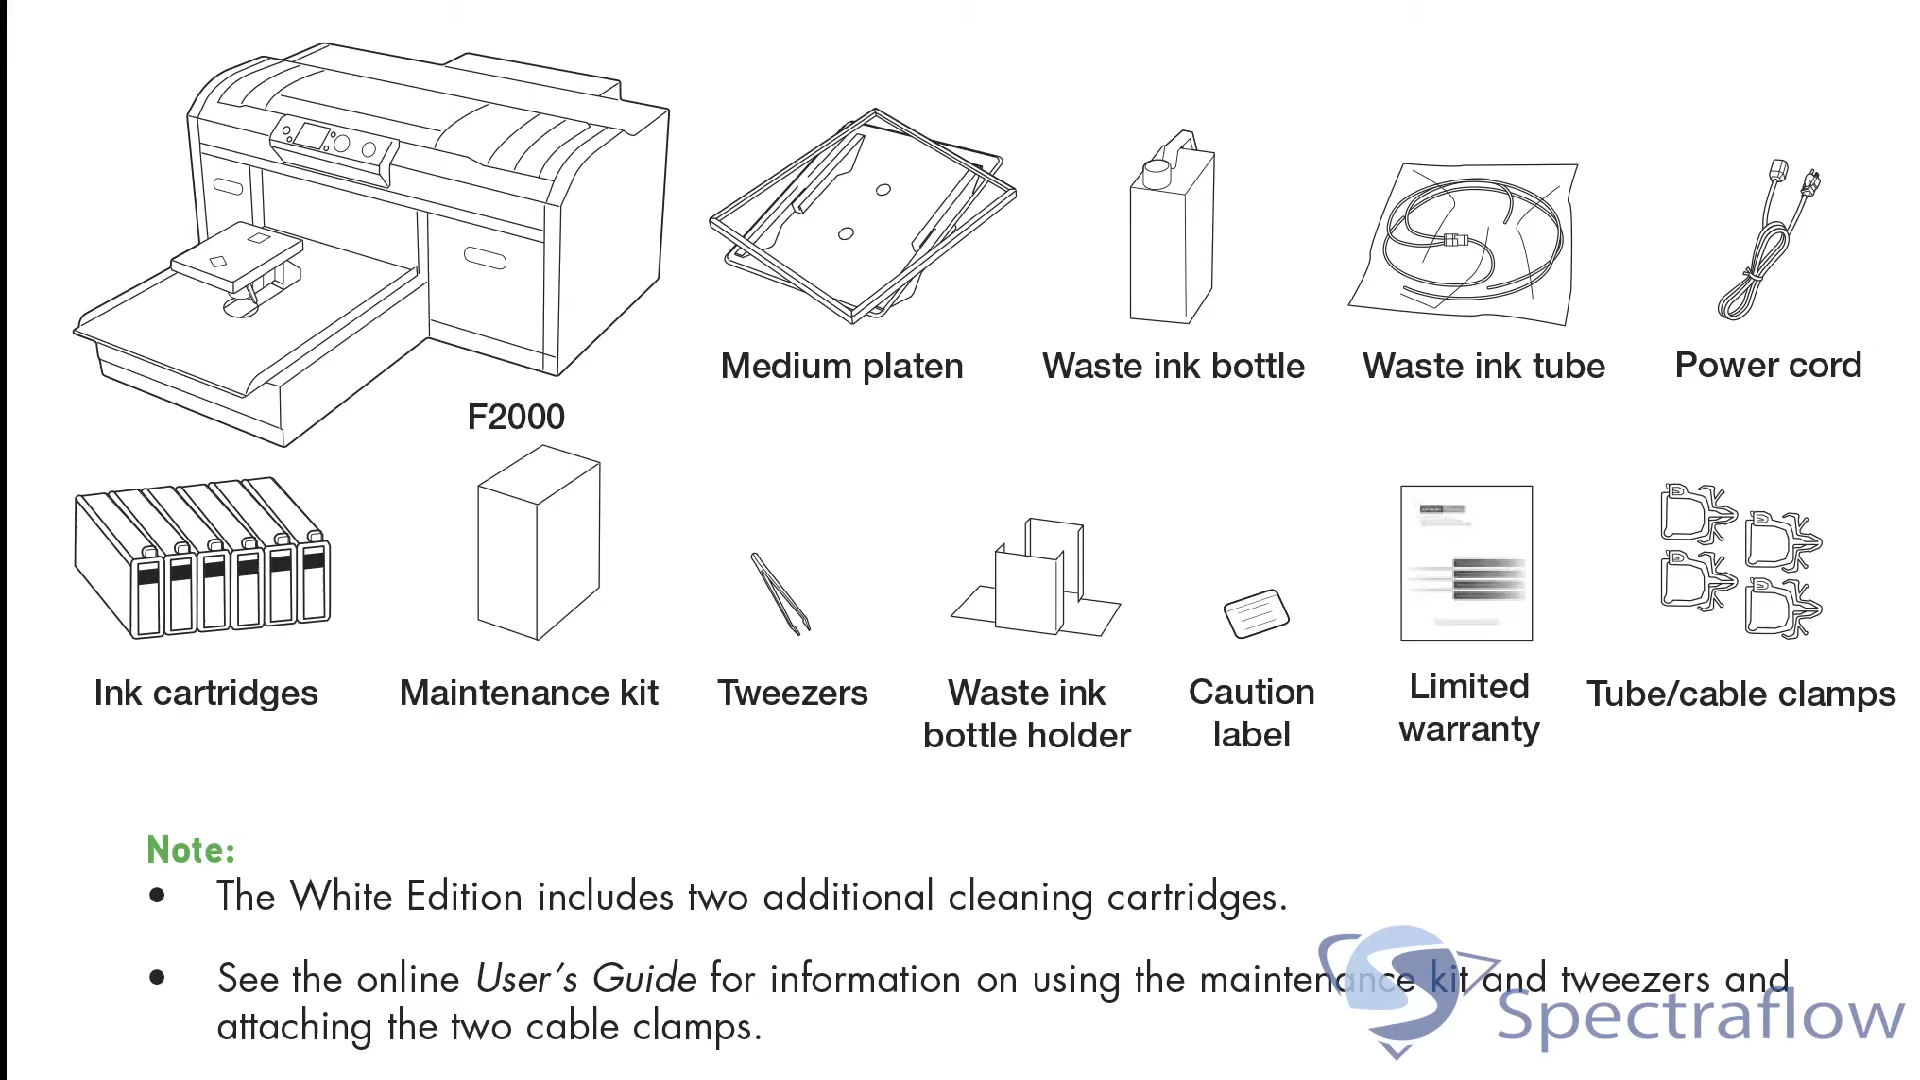 F2000
Medium platen
Waste ink bottle
Waste ink tube
Power cord
Ink cartridges
Maintenance kit
Tweezers
Waste ink
bottle holder
Caution
label
Limited
warranty
Tube/cable clamps
Note:
• The White Edition includes two additional cleaning cartridges.
• See the online User's Guide for information on using the maintenance kit and tweezers and
attaching the two cable clamps.
Spectraflow